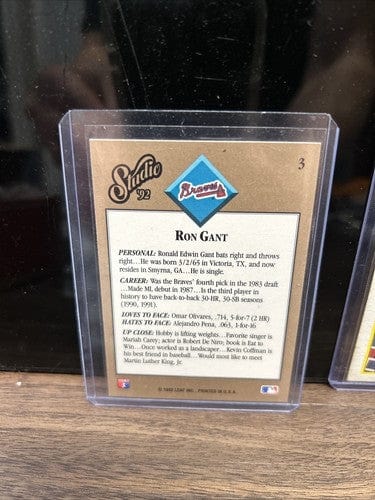 Studio
'92
Braves
3
RON GANT
PERSONAL: Ronald Edwin Gant bats right and throws
right...He was born 3/2/65 in Victoria, TX, and now
resides in Smyrna, GA...He is single.
CAREER: Was the Braves' fourth pick in the 1983 draft
...Made ML debut in 1987...Is the third player in
history to have back-to-back 30-HR, 30-SB seasons
(1990, 1991).
LOVES TO FACE: Omar Olivares, .714, 5-for-7 (2 HR)
HATES TO FACE: Alejandro Pena, .063, 1-for-16
UP CLOSE: Hobby is lifting weights...Favorite singer is
Mariah Carey; actor is Robert De Niro; book is Eat to
Win...Once worked as a landscaper...Kevin Coffman is
his best friend in baseball...Would most like to meet
Martin Luther King, Jr.
© 1992 LEAF INC., PRINTED IN U.S.A.